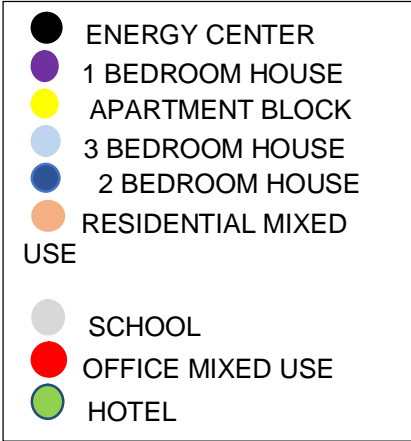 ENERGY CENTER
1 BEDROOM HOUSE
APARTMENT BLOCK
3 BEDROOM HOUSE
2 BEDROOM HOUSE
RESIDENTIAL MIXED
USE
SCHOOL
OFFICE MIXED USE
HOTEL